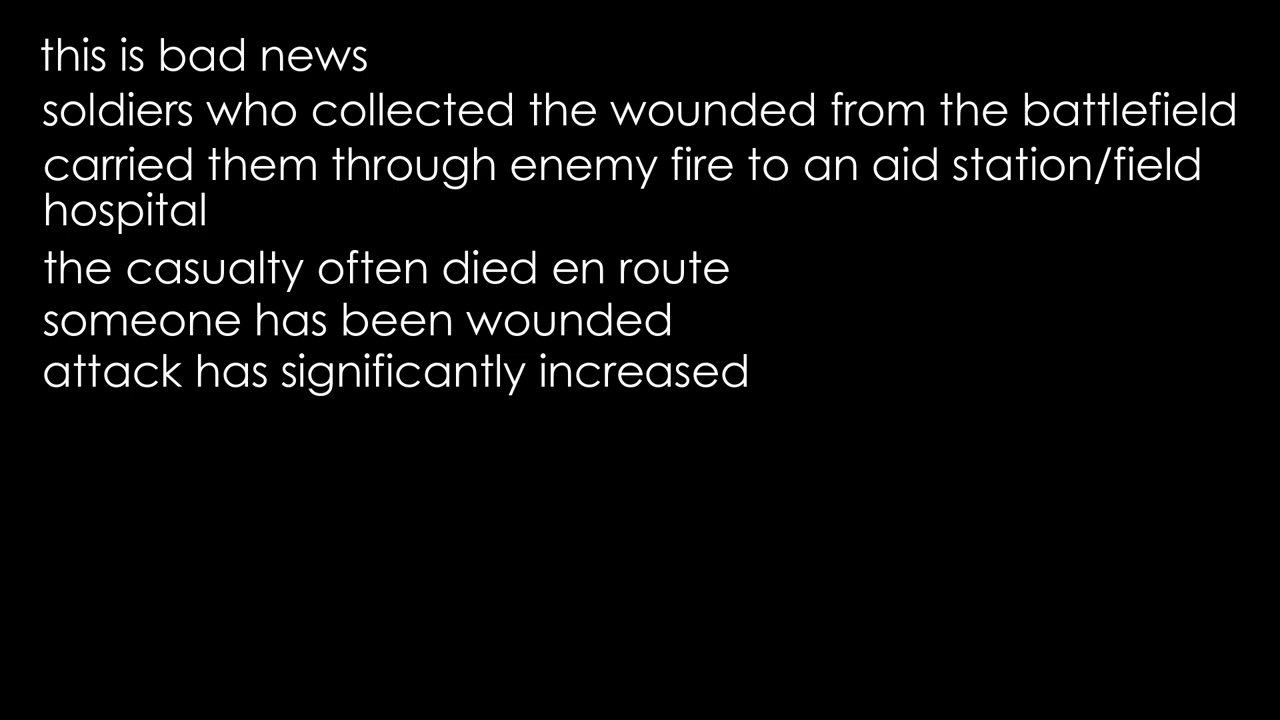 this is bad news
soldiers who collected the wounded from the battlefield
carried them through enemy fire to an aid station/field
hospital
the casualty often died en route
someone has been wounded
attack has significantly increased